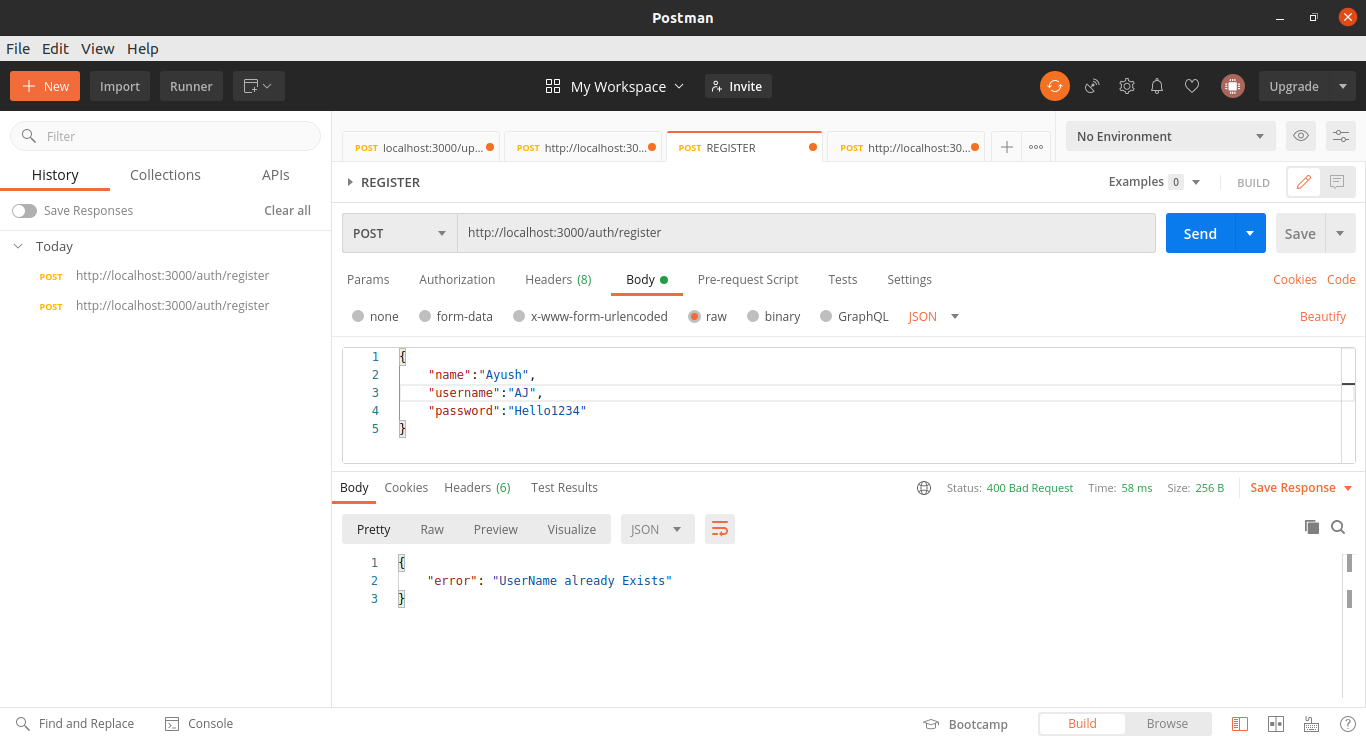 Postman
File Edit View Help
New Import Runner My Workspace Invite Upgrade
Filter
History Collections APIs
Save Responses Clear all
Today
POST http://localhost:3000/auth/register
POST http://localhost:3000/auth/register
POST localhost:3000/up... POST http://localhost:30... POST REGISTER POST http://localhost:30... No Environment
REGISTER Examples 0 BUILD
POST http://localhost:3000/auth/register Send Save
Params Authorization Headers (8) Body Pre-request Script Tests Settings Cookies Code
none form-data x-www-form-urlencoded raw binary GraphQL JSON Beautify
1 {
2 "name":"Ayush",
3 "username":"AJ",
4 "password":"Hello1234"
5 }
Body Cookies Headers (6) Test Results Status: 400 Bad Request Time: 58 ms Size: 256 B Save Response
Pretty Raw Preview Visualize JSON
1 {
2 "error": "UserName already Exists"
3 }
Find and Replace Console Bootcamp Build Browse